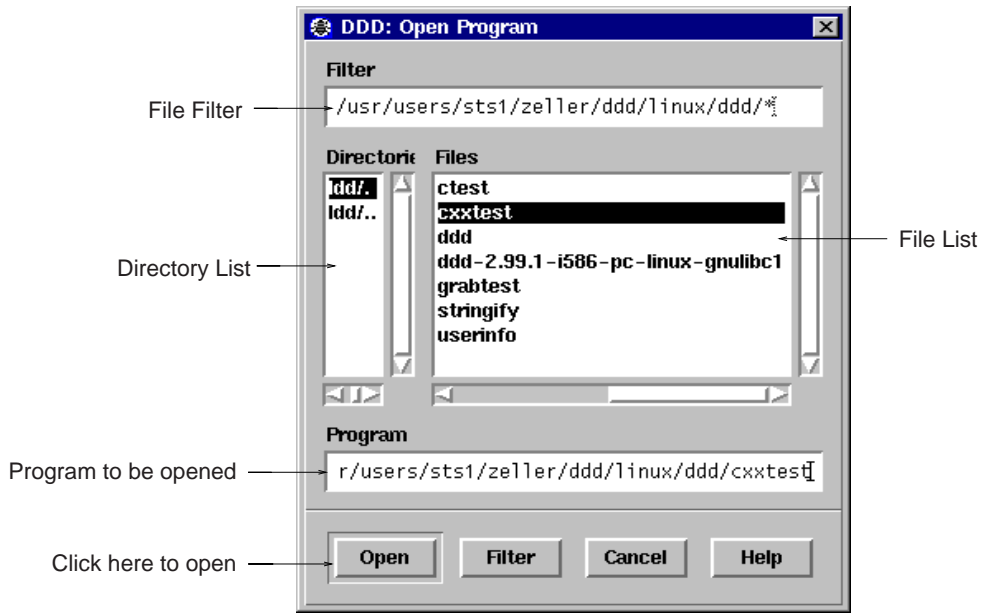 DDD: Open Program
Filter
File Filter
/usr/users/sts1/zeller/ddd/linux/ddd/*
Directorie
Files
ldd/.
ldd/..
ctest
cxxtest
ddd
ddd-2.99.1-i586-pc-linux-gnulibc1
grabtest
stringify
userinfo
Directory List
File List
Program
Program to be opened
r/users/sts1/zeller/ddd/linux/ddd/cxxtest
Click here to open
Open
Filter
Cancel
Help